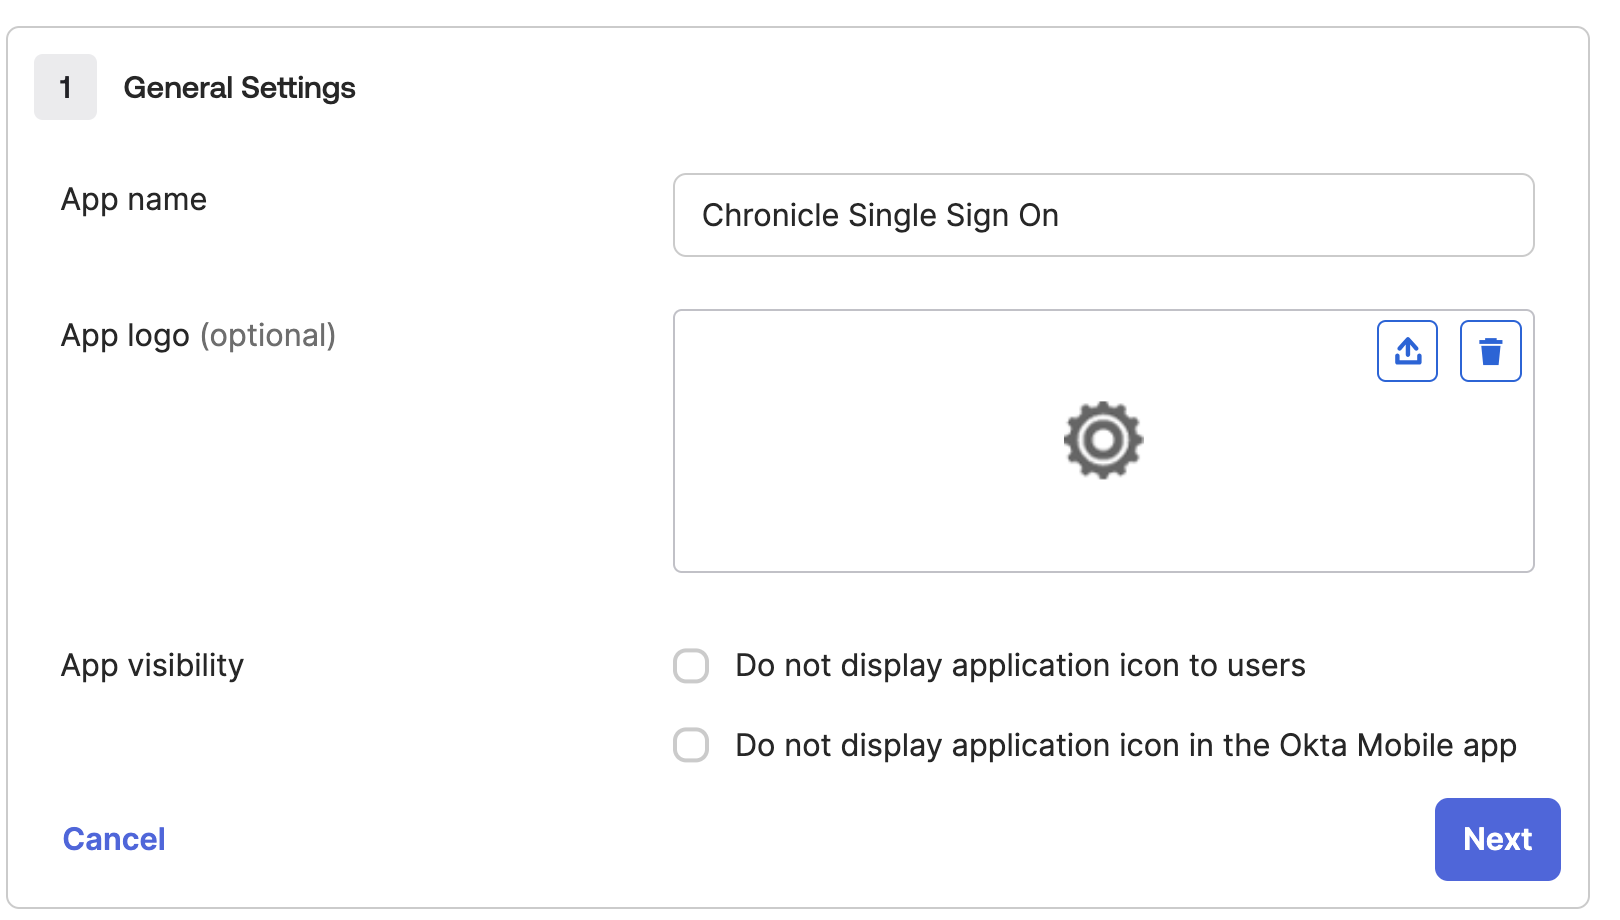 1 General Settings
App name
Chronicle Single Sign On
App logo (optional)
App visibility
Do not display application icon to users
Do not display application icon in the Okta Mobile app
Cancel
Next